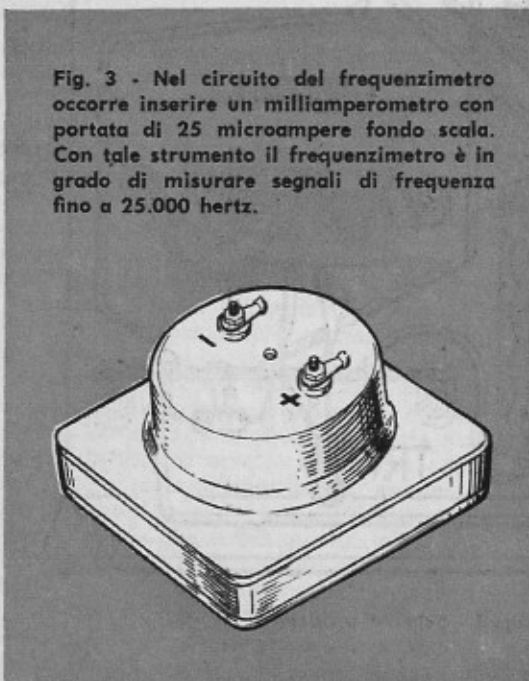 Fig. 3 - Nel circuito del frequenzimetro
occorre inserire un milliamperometro con
portata di 25 microampere fondo scala.
Con tale strumento il frequenzimetro è in
grado di misurare segnali di frequenza
fino a 25.000 hertz.
-
+